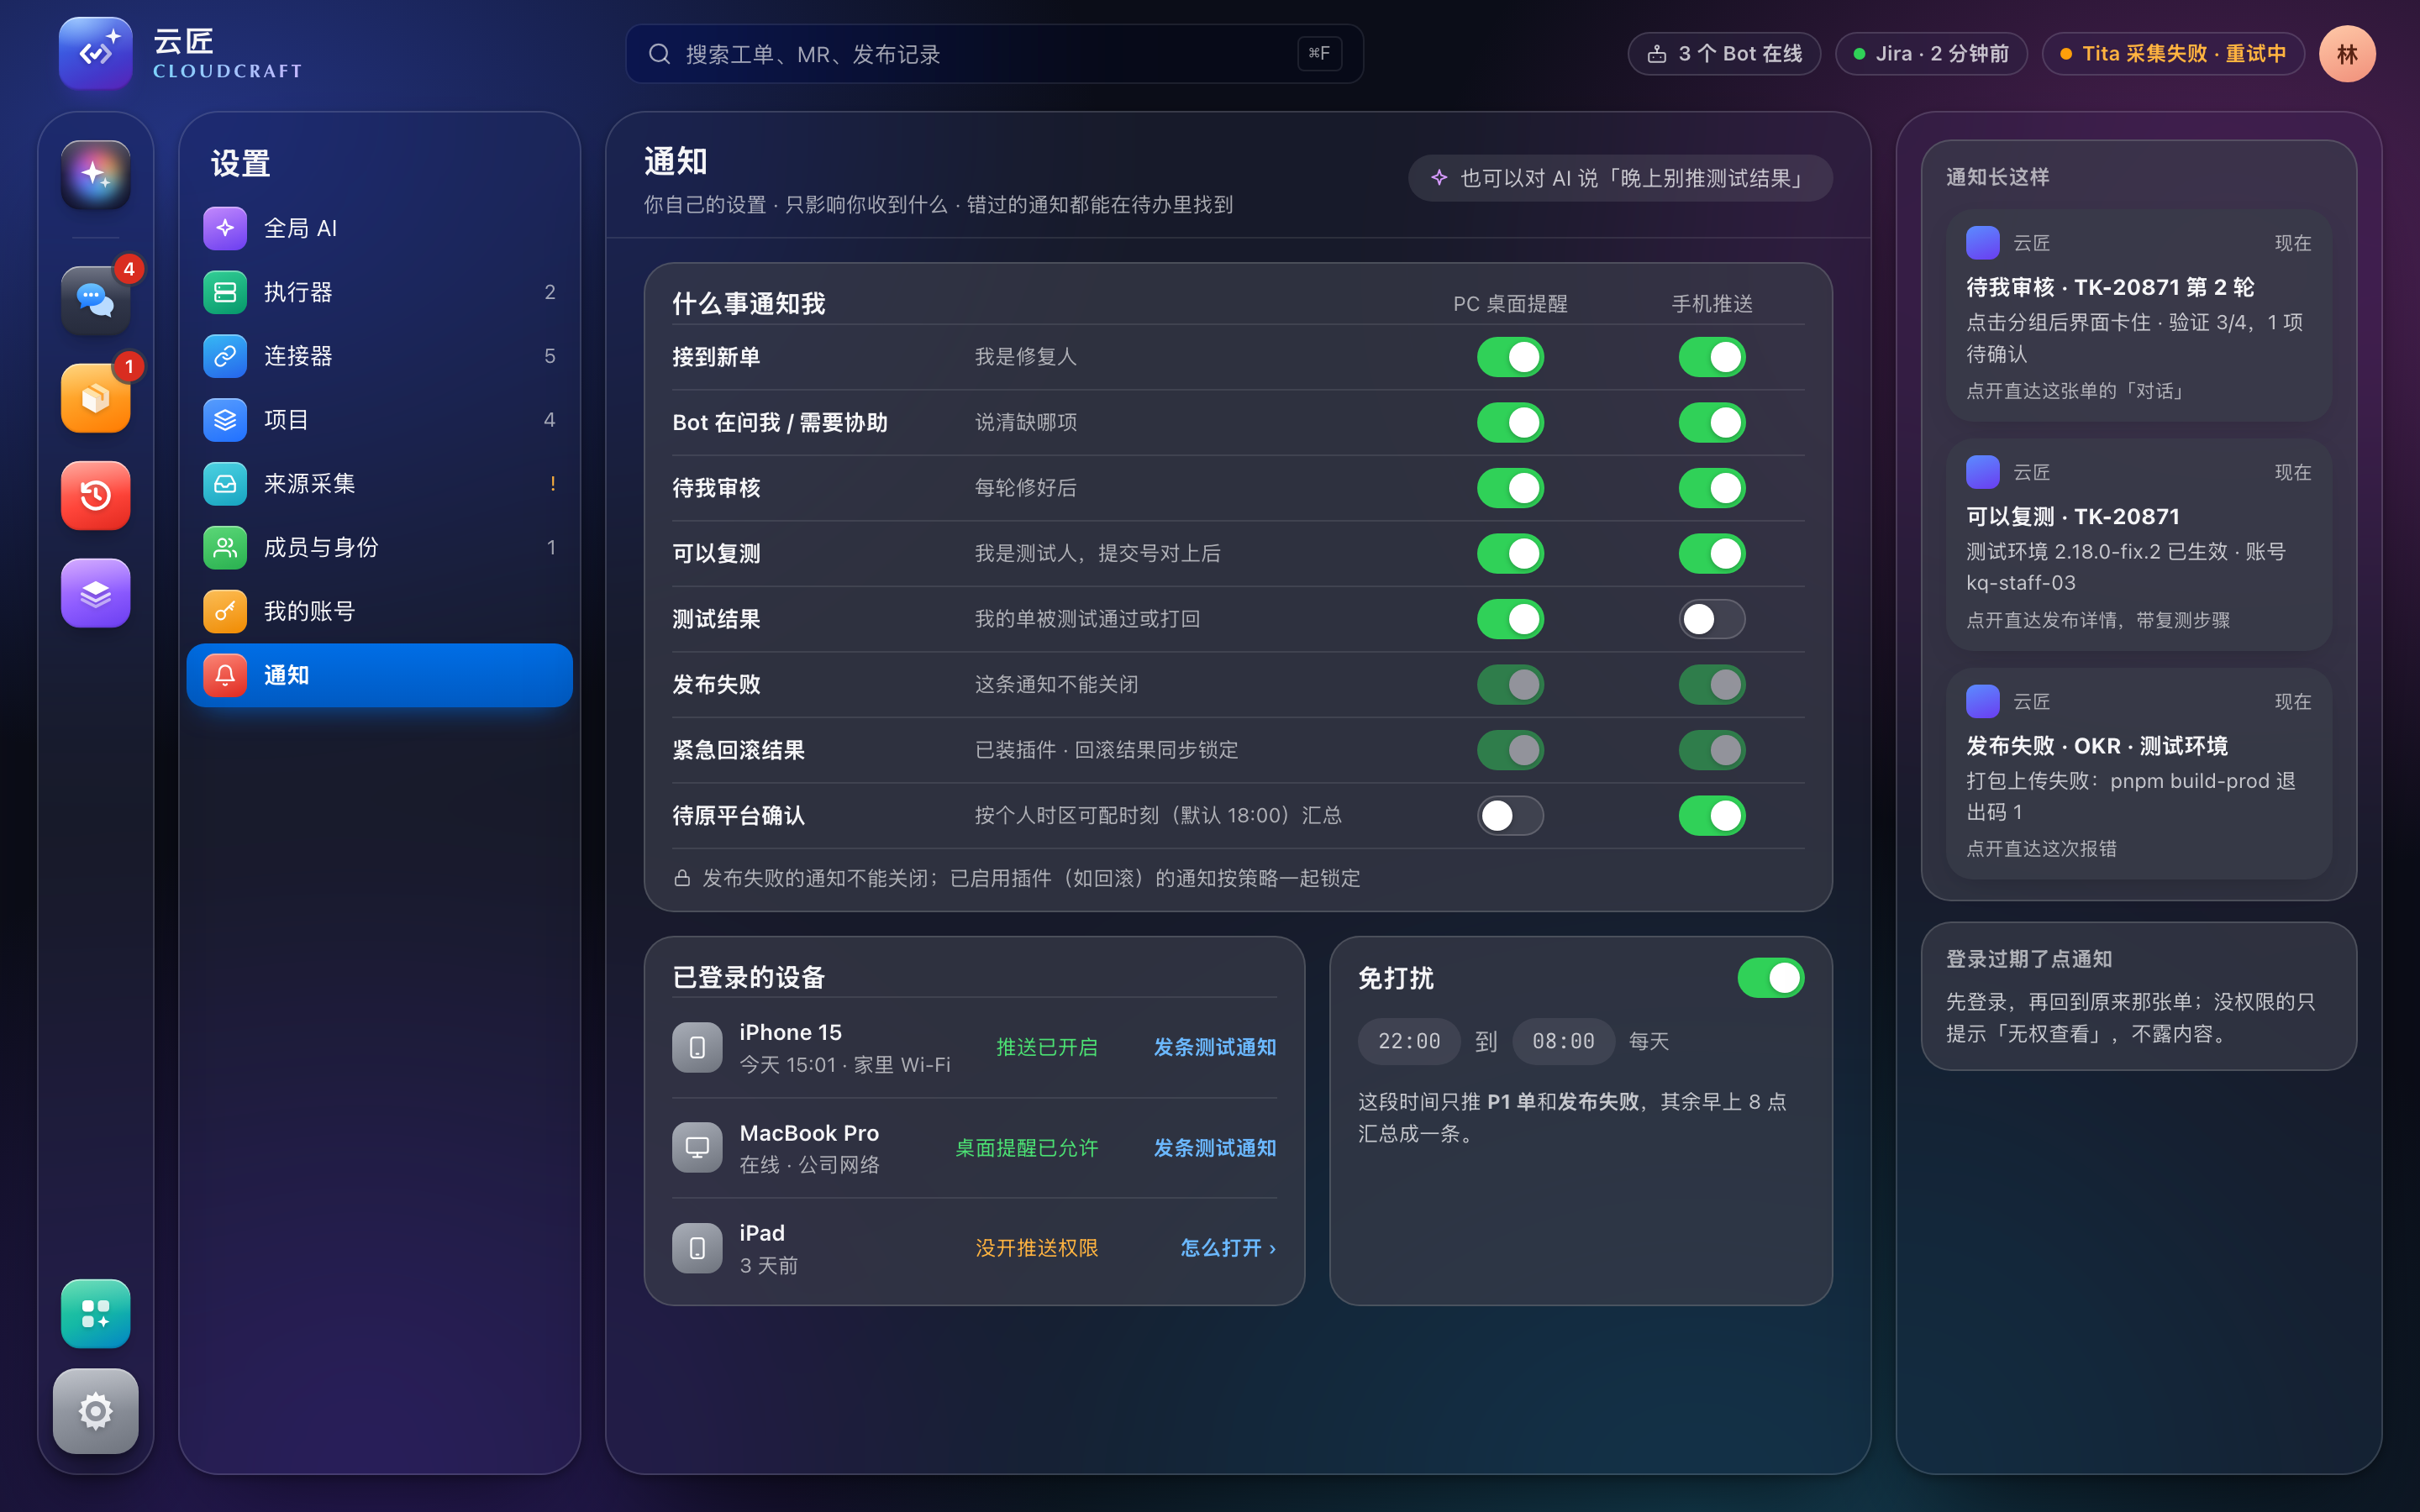 云匠
CLOUDCRAFT
搜索工单、MR、发布记录
⌘F
3 个 Bot 在线
Jira · 2 分钟前
Tita 采集失败 · 重试中
林
4
1
设置
全局 AI
执行器
2
连接器
5
项目
4
来源采集
!
成员与身份
1
我的账号
通知
通知
你自己的设置 · 只影响你收到什么 · 错过的通知都能在待办里找到
也可以对 AI 说「晚上别推测试结果」
什么事通知我
PC 桌面提醒
手机推送
接到新单
我是修复人
Bot 在问我 / 需要协助
说清缺哪项
待我审核
每轮修好后
可以复测
我是测试人，提交号对上后
测试结果
我的单被测试通过或打回
发布失败
这条通知不能关闭
紧急回滚结果
已装插件 · 回滚结果同步锁定
待原平台确认
按个人时区可配时刻（默认 18:00）汇总
发布失败的通知不能关闭；已启用插件（如回滚）的通知按策略一起锁定
已登录的设备
iPhone 15
今天 15:01 · 家里 Wi-Fi
推送已开启
发条测试通知
MacBook Pro
在线 · 公司网络
桌面提醒已允许
发条测试通知
iPad
3 天前
没开推送权限
怎么打开 ›
免打扰
22:00 到 08:00 每天
这段时间只推 P1 单和发布失败，其余早上 8 点
汇总成一条。
通知长这样
云匠
现在
待我审核 · TK-20871 第 2 轮
点击分组后界面卡住 · 验证 3/4，1 项
待确认
点开直达这张单的「对话」
云匠
现在
可以复测 · TK-20871
测试环境 2.18.0-fix.2 已生效 · 账号
kq-staff-03
点开直达发布详情，带复测步骤
云匠
现在
发布失败 · OKR · 测试环境
打包上传失败：pnpm build-prod 退
出码 1
点开直达这次报错
登录过期了点通知
先登录，再回到原来那张单；没权限的只
提示「无权查看」，不露内容。